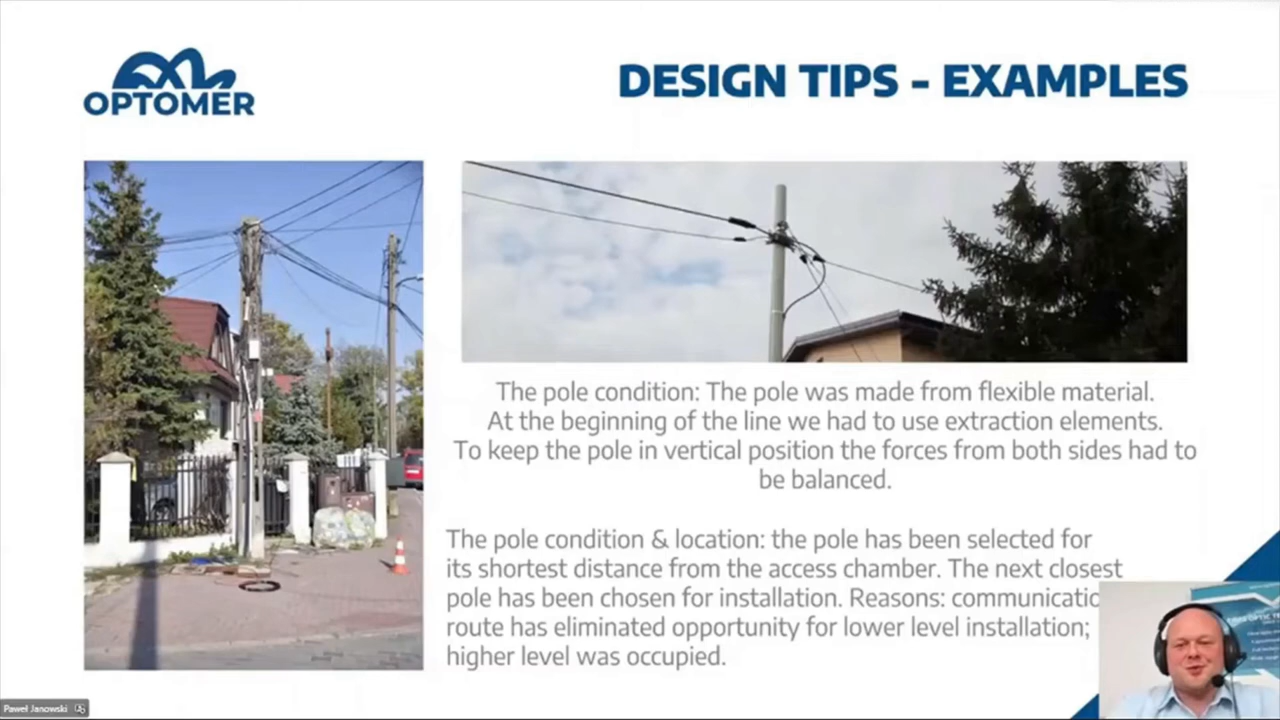 OPTOMER
DESIGN TIPS - EXAMPLES
The pole condition: The pole was made from flexible material.
At the beginning of the line we had to use extraction elements.
To keep the pole in vertical position the forces from both sides had to
be balanced.
The pole condition & location: the pole has been selected for
its shortest distance from the access chamber. The next closest
pole has been chosen for installation. Reasons: communicatio
route has eliminated opportunity for lower level installation;
higher level was occupied.
Paweł Janowski